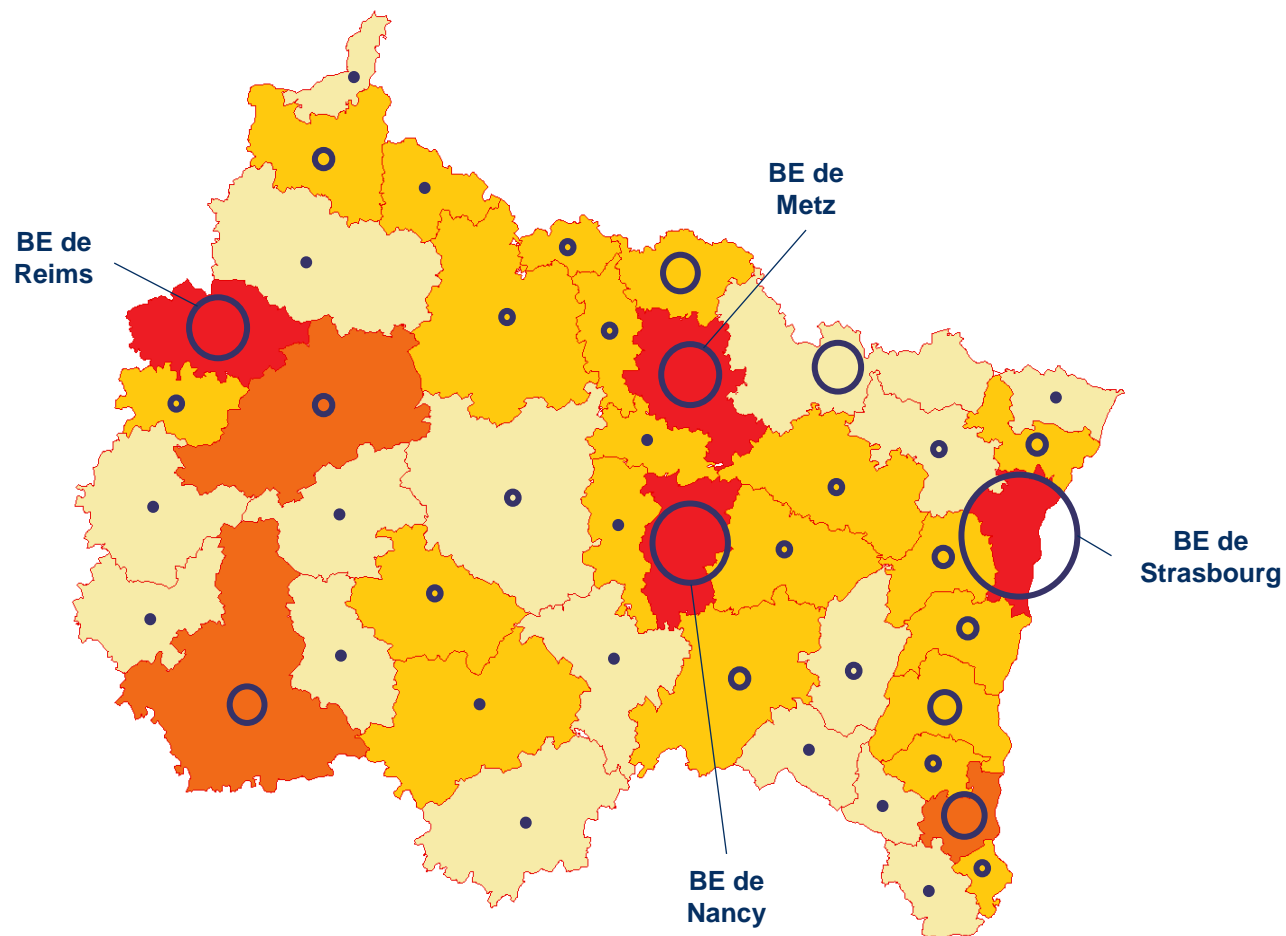 BE de
Metz
BE de
Reims
BE de
Strasbourg
BE de
Nancy